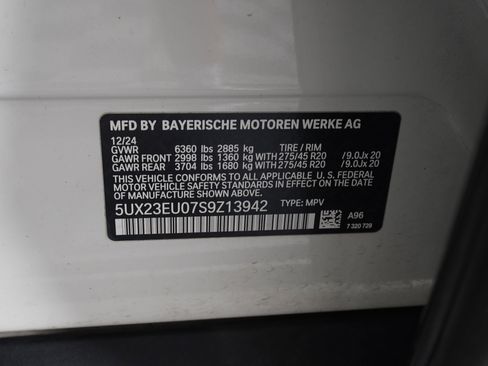 MFD BY BAYERISCHE MOTOREN WERKE AG
12/24
GVWR 6360 lbs 2885 kg TIRE / RIM
GAWR FRONT 2998 lbs 1360 kg WITH 275/45 R20 / 9.0Jx 20
GAWR REAR 3704 lbs 1680 kg WITH 275/45 R20 / 9.0Jx 20
THIS VEHICLE CONFORMS TO ALL APPLICABLE U. S. FEDERAL
MOTOR VEHICLE SAFETY STANDARDS IN EFFECT ON THE DATE
OF MANUFACTURE SHOWN ABOVE.
5UX23EU07S9Z13942 TYPE: MPV
A96
7 320 729